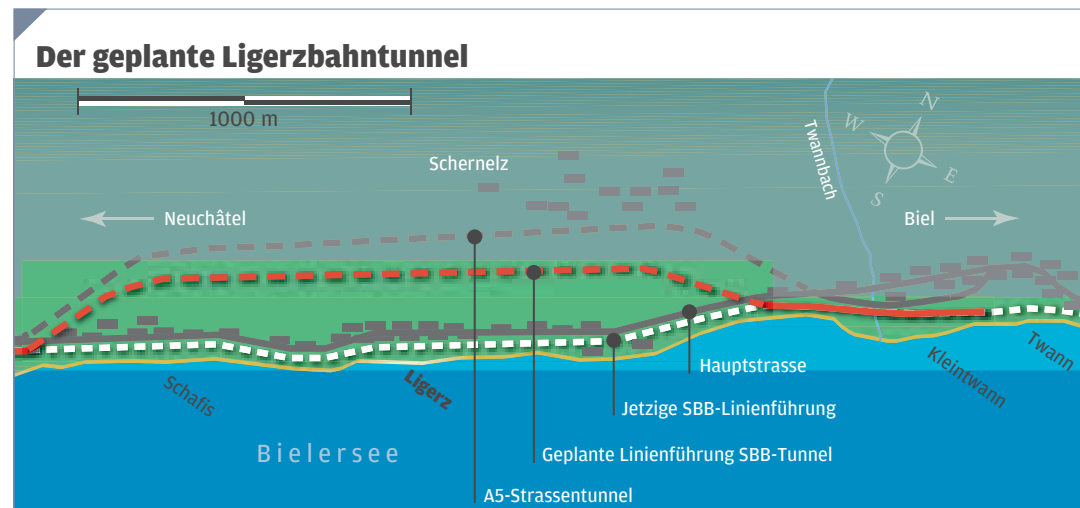 Der geplante Ligerzbahntunnel
1000 m
Schernelz
Twannbach
N
W
E
S
Neuchâtel
Biel
Hauptstrasse
Kleintwann
Twann
Schafis
Ligerz
Jetzige SBB-Linienführung
Bielersee
Geplante Linienführung SBB-Tunnel
A5-Strassentunnel